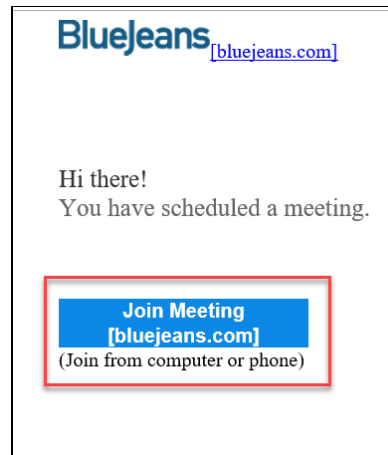 BlueJeans [bluejeans.com]
Hi there!
You have scheduled a meeting.
Join Meeting
[bluejeans.com]
(Join from computer or phone)